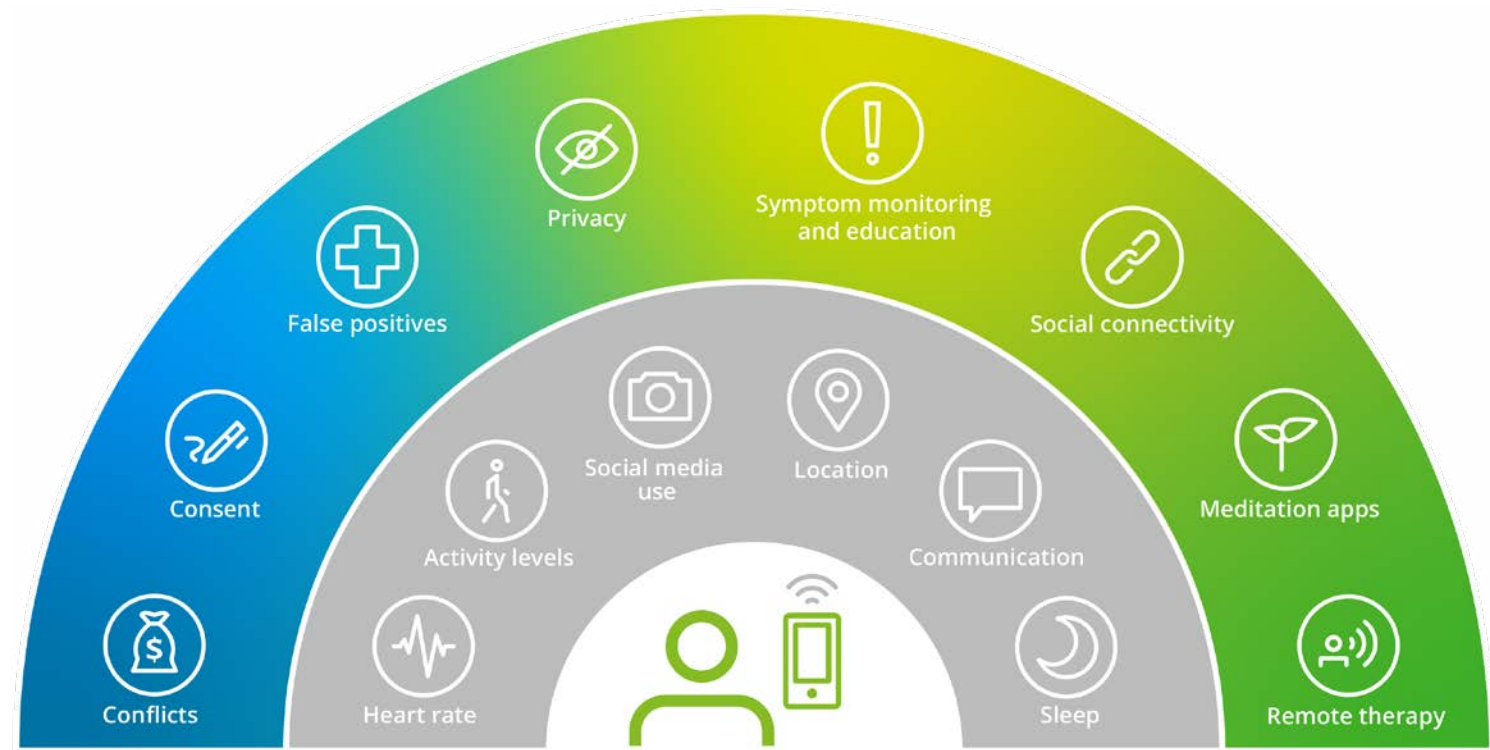 Privacy
Symptom monitoring
and education
False positives
Social connectivity
Consent
Meditation apps
Conflicts
Remote therapy
Social media
use
Location
Activity levels
Communication
Heart rate
Sleep
$